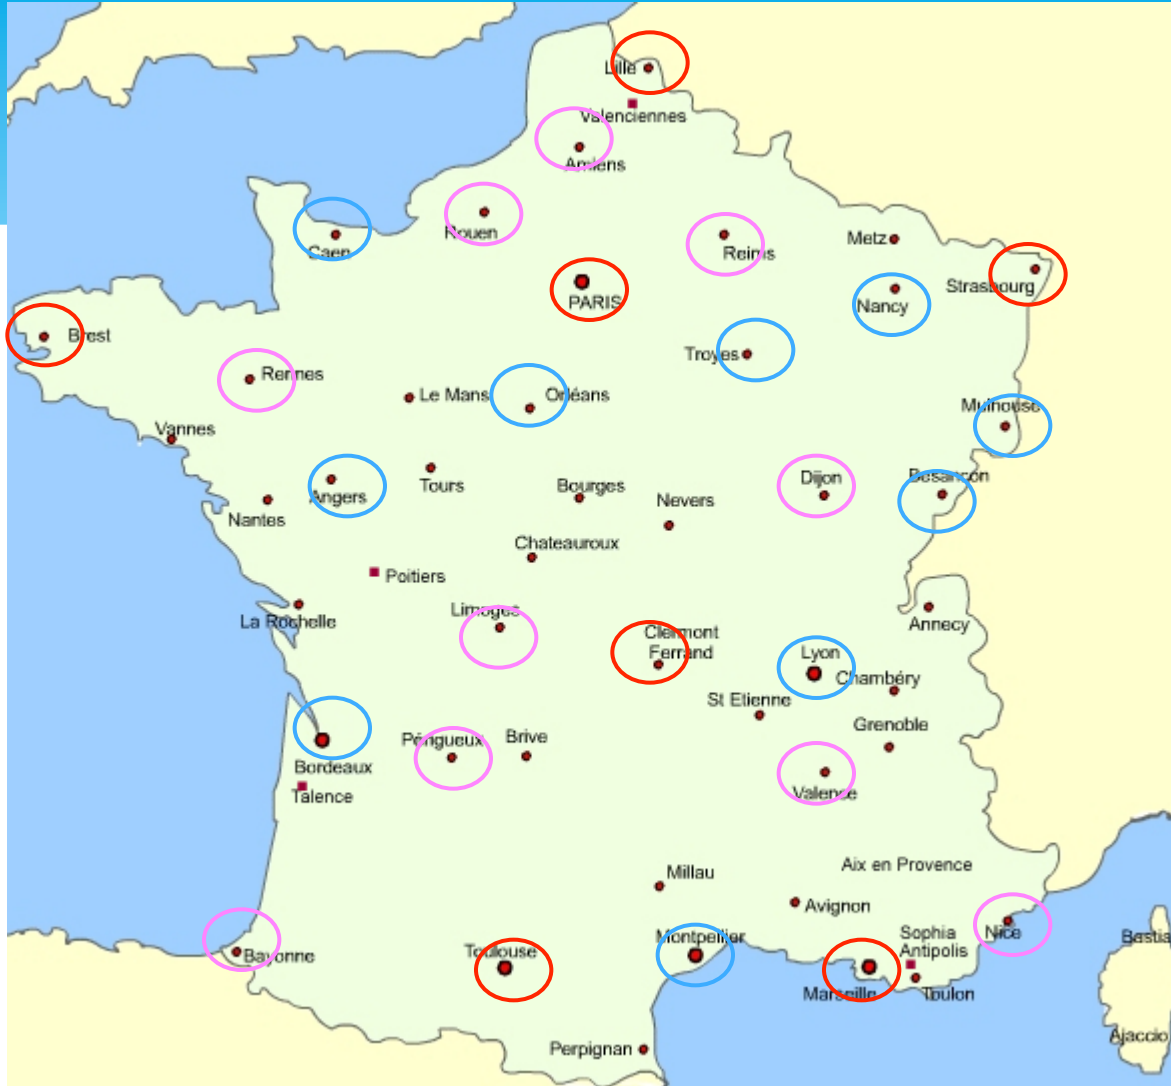 Lille
Valenciennes
Amiens
Rouen
Caen
Reims
Metz
Strasbourg
PARIS
Nancy
Brest
Troyes
Rennes
Le Mans
Orléans
Mulhouse
Vannes
Angers
Tours
Bourges
Nevers
Dijon
Besancon
Nantes
Chateauroux
Poitiers
La Rochelle
Limoges
Annecy
Clermont
Ferrand
Lyon
Chambéry
St Etienne
Grenoble
Périgueux
Brive
Bordeaux
Talence
Valence
Millau
Aix en Provence
Avignon
Montpellier
Sophia
Antipolis
Nice
Bastia
Bayonne
Toulouse
Marseille
Toulon
Perpignan
Ajaccio